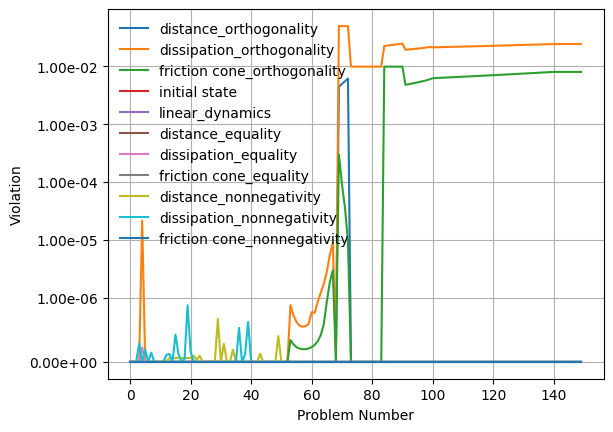 distance_orthogonality
dissipation_orthogonality
friction cone_orthogonality
initial state
linear_dynamics
distance_equality
dissipation_equality
friction cone_equality
distance_nonnegativity
dissipation_nonnegativity
friction cone_nonnegativity
1.00e-02
1.00e-03
1.00e-04
1.00e-05
1.00e-06
0.00e+00
Violation
0 20 40 60 80 100 120 140
Problem Number